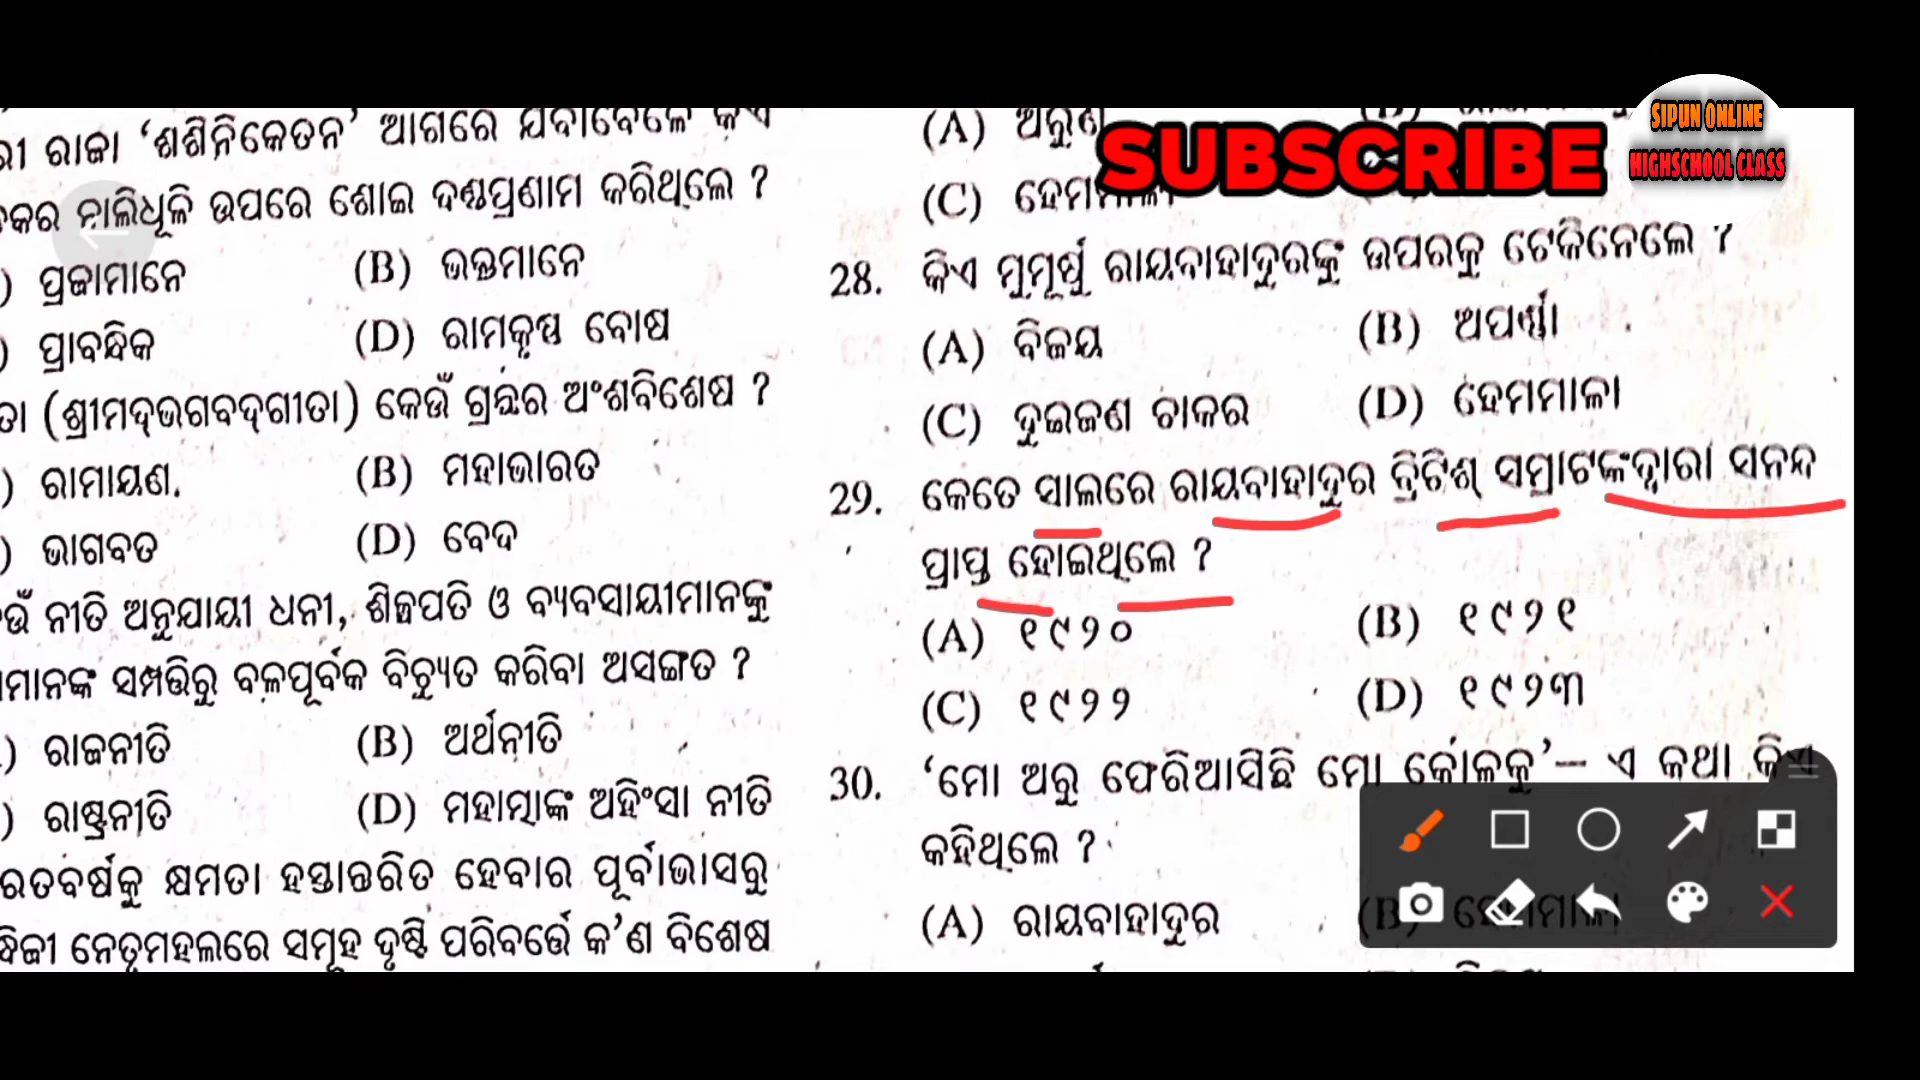 ରାଜା ‘ଶଶିନିକେତନ’ ଆଗରେ ଯିବାବେଳେ କିଏ
ନାଲିଧୂଳି ଉପରେ ଶୋଇ ଦଣ୍ଡପ୍ରଣାମ କରିଥିଲେ ?
) ପ୍ରଜାମାନେ (B) ଭକ୍ତମାନେ
) ପ୍ରାବନ୍ଧିକ (D) ରାମକୃଷ୍ଣ ବୋଷ
(ଶ୍ରୀମଦ୍‌ଭଗବଦ୍‌ଗୀତା) କେଉଁ ଗ୍ରନ୍ଥର ଅଂଶବିଶେଷ ?
) ରାମାୟଣ. (B) ମହାଭାରତ
) ଭାଗବତ (D) ବେଦ
ନୀତି ଅନୁଯାୟୀ ଧନୀ, ଶିଳ୍ପପତି ଓ ବ୍ୟବସାୟୀମାନଙ୍କୁ
ମାନଙ୍କ ସମ୍ପତ୍ତିରୁ ବଳପୂର୍ବକ ବିଚ୍ୟୁତ କରିବା ଅସଙ୍ଗତ ?
) ରାଜନୀତି (B) ଅର୍ଥନୀତି
) ରାଷ୍ଟ୍ରନୀତି (D) ମହାତ୍ମାଙ୍କ ଅହିଂସା ନୀତି
କ୍ଷମତା ହସ୍ତାନ୍ତରିତ ହେବାର ପୂର୍ବାଭାସରୁ
ନେତୃମହଲରେ ସମୂହ ଦୃଷ୍ଟି ପରିବର୍ତ୍ତେ କ’ଣ ବିଶେଷ
(A) ଅରୁଣ
(C)
28. କିଏ ମୁମୂର୍ଷୁ ରାୟବାହାଦୁରଙ୍କୁ ଉପରକୁ ଟେକିନେଲେ ?
(A) ବିଜୟ (B) ଅପର୍ଣ୍ଣା
(C) ଦୁଇଜଣ ଚାକର (D) ହେମମାଳା
29. କେତେ ସାଲରେ ରାୟବାହାଦୁର ବ୍ରିଟିଶ୍ ସମ୍ରାଟଙ୍କଦ୍ୱାରା ସନନ୍ଦ
ପ୍ରାପ୍ତ ହୋଇଥିଲେ ?
(A) ୧୯୨୦ (B) ୧୯୨୧
(C) ୧୯୨୨ (D) ୧୯୨୩
30. ‘ମୋ ଅରୁ ଫେରିଆସିଛି ମୋ କୋଳକୁ’– ଏ କଥା କିଏ
କହିଥିଲେ ?
(A) ରାୟବାହାଦୁର (B) ହେମମାଳା
SUBSCRIBE
SIPUN ONLINE
HIGHSCHOOL CLASS